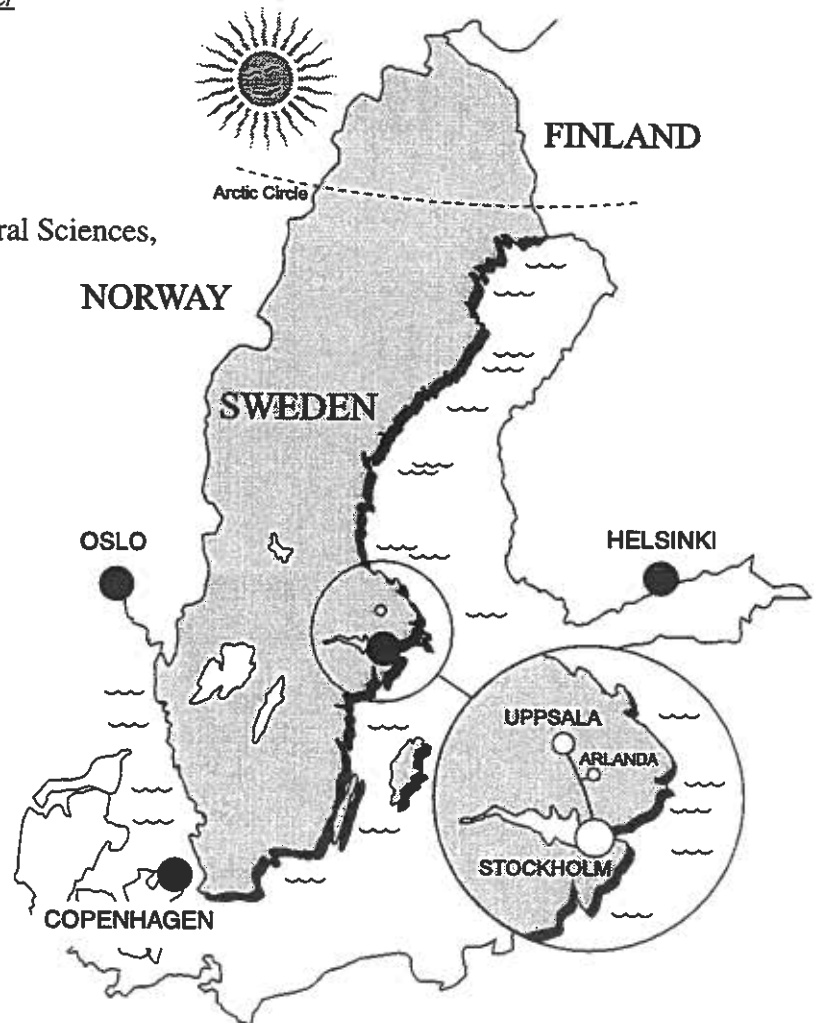 FINLAND
Arctic Circle
ral Sciences,
NORWAY
SWEDEN
OSLO
HELSINKI
UPPSALA
ARLANDA
STOCKHOLM
COPENHAGEN